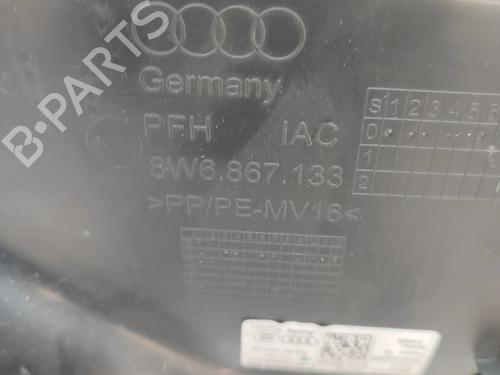 B-PARTS
Germany
PFH IAC
8W6.867.133
>PP/PE-MV16<
S 1 2 3 4 5 6
0
1
2